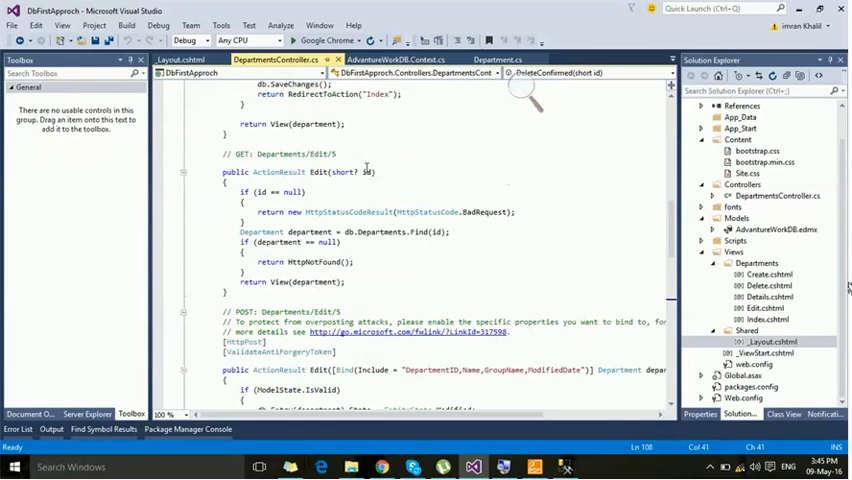 DbFirstApproch - Microsoft Visual Studio
Quick Launch (Ctrl+Q)
File Edit View Project Build Debug Team Tools Test Analyze Window Help
imran Khalil
Debug Any CPU Google Chrome Debug
Toolbox
Search Toolbox
General
There are no usable controls in this
group. Drag an item onto this text to
add it to the toolbox.
Document O... Server Explorer Toolbox
_Layout.cshtml DepartmentsController.cs AdvantureWorkDB.Context.cs Department.cs
DbFirstApproch DbFirstApproch.Controllers.DepartmentsCont DeleteConfirmed(short id)
db.SaveChanges();
return RedirectToAction("Index");
}
return View(department);
}
// GET: Departments/Edit/5
public ActionResult Edit(short? id)
{
if (id == null)
{
return new HttpStatusCodeResult(HttpStatusCode.BadRequest);
}
Department department = db.Departments.Find(id);
if (department == null)
{
return HttpNotFound();
}
return View(department);
}
// POST: Departments/Edit/5
// To protect from overposting attacks, please enable the specific properties you want to bind to, for
// more details see http://go.microsoft.com/fwlink/?LinkId=317598.
[HttpPost]
[ValidateAntiForgeryToken]
public ActionResult Edit([Bind(Include = "DepartmentID,Name,GroupName,ModifiedDate")] Department depar
{
if (ModelState.IsValid)
{
100 %
Solution Explorer
Search Solution Explorer (Ctrl+;)
References
App_Data
App_Start
Content
bootstrap.css
bootstrap.min.css
Site.css
Controllers
DepartmentsController.cs
fonts
Models
AdvantureWorkDB.edmx
Scripts
Views
Departments
Create.cshtml
Delete.cshtml
Details.cshtml
Edit.cshtml
Index.cshtml
Shared
_Layout.cshtml
_ViewStart.cshtml
web.config
Global.asax
packages.config
Web.config
Properties Solution... Class View Notificati...
Error List Output Find Symbol Results Package Manager Console
Ready Ln 108 Col 41 Ch 41 INS
Search Windows
3:45 PM
09-May-16